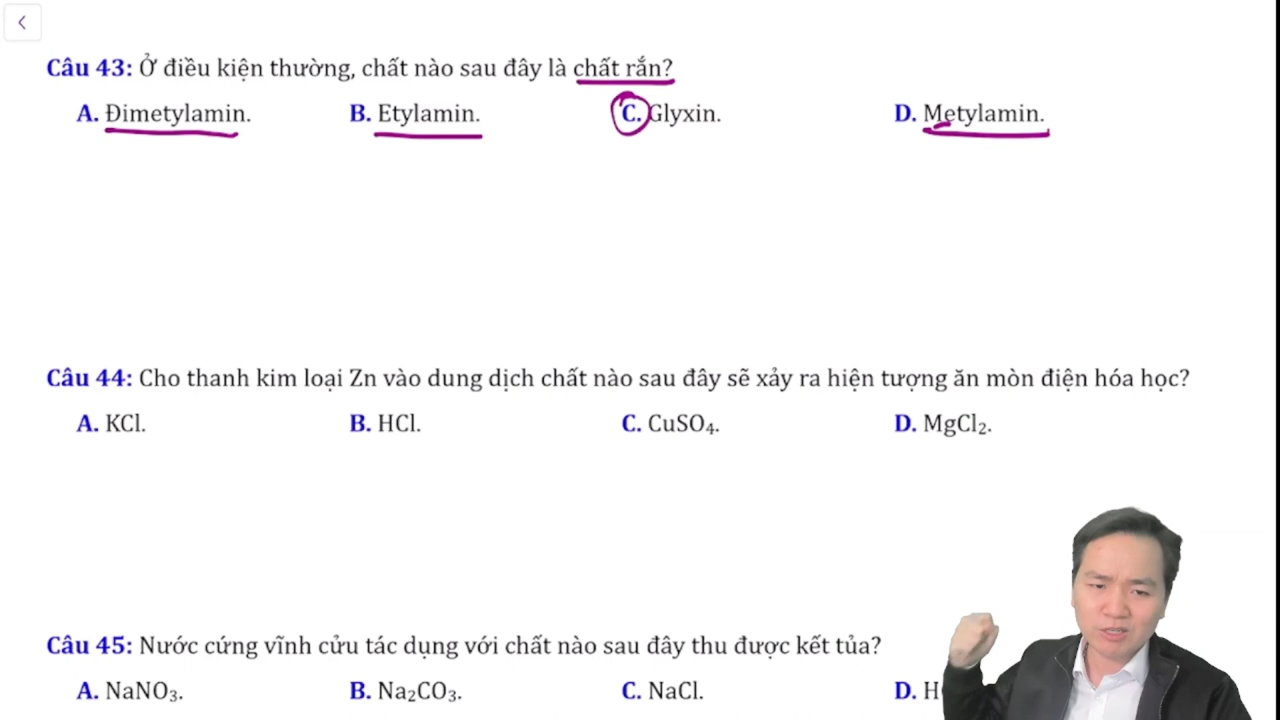 Câu 43: Ở điều kiện thường, chất nào sau đây là chất rắn?
A. Đimetylamin. B. Etylamin. C. Glyxin. D. Metylamin.
Câu 44: Cho thanh kim loại Zn vào dung dịch chất nào sau đây sẽ xảy ra hiện tượng ăn mòn điện hóa học?
A. KCl. B. HCl. C. CuSO₄. D. MgCl₂.
Câu 45: Nước cứng vĩnh cửu tác dụng với chất nào sau đây thu được kết tủa?
A. NaNO₃. B. Na₂CO₃. C. NaCl. D.